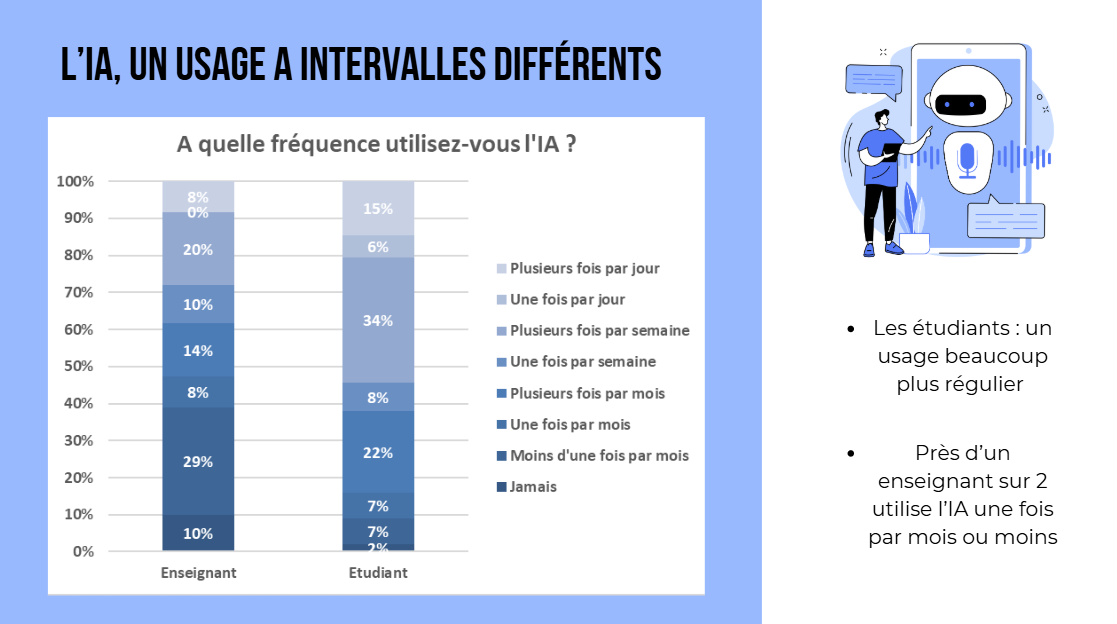 L'IA, UN USAGE A INTERVALLES DIFFÉRENTS
A quelle fréquence utilisez-vous l'IA ?
100%
90%
80%
70%
60%
50%
40%
30%
20%
10%
0%
8%
0%
20%
10%
14%
8%
29%
10%
15%
6%
34%
8%
22%
7%
7%
2%
Enseignant
Etudiant
Plusieurs fois par jour
Une fois par jour
Plusieurs fois par semaine
Une fois par semaine
Plusieurs fois par mois
Une fois par mois
Moins d'une fois par mois
Jamais
• Les étudiants : un
usage beaucoup
plus régulier
• Près d’un
enseignant sur 2
utilise l’IA une fois
par mois ou moins